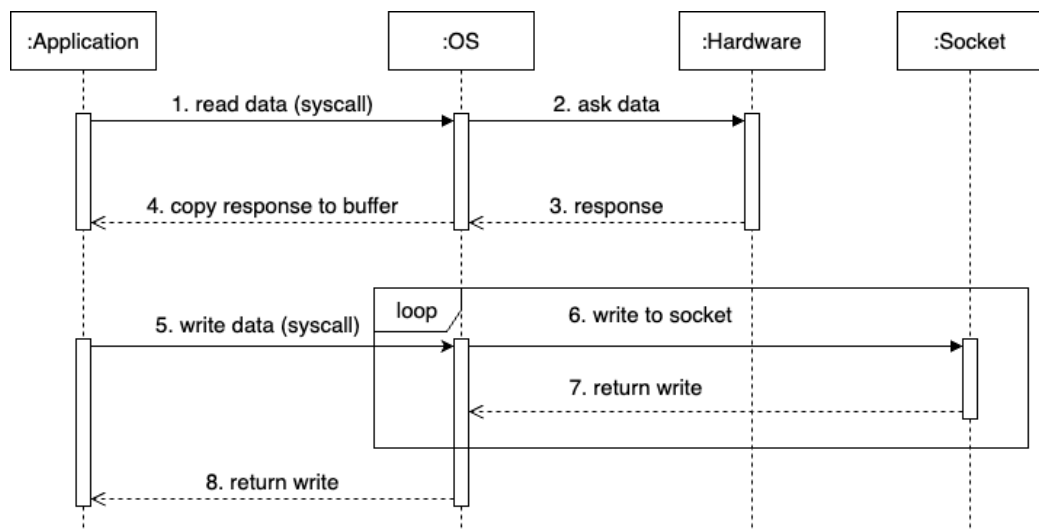 :Application
:OS
:Hardware
:Socket
1. read data (syscall)
2. ask data
4. copy response to buffer
3. response
loop
6. write to socket
5. write data (syscall)
7. return write
8. return write